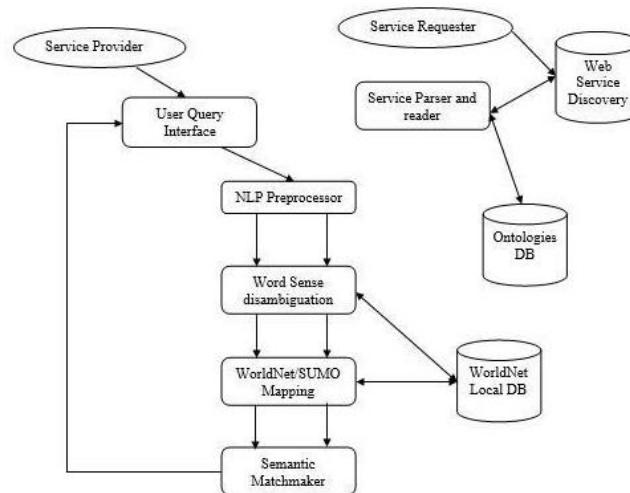 Service Provider
Service Requester
Web
Service
Discovery
User Query
Interface
Service Parser and
reader
NLP Preprocessor
Ontologies
DB
Word Sense
disambiguation
WorldNet/SUMO
Mapping
WorldNet
Local DB
Semantic
Matchmaker